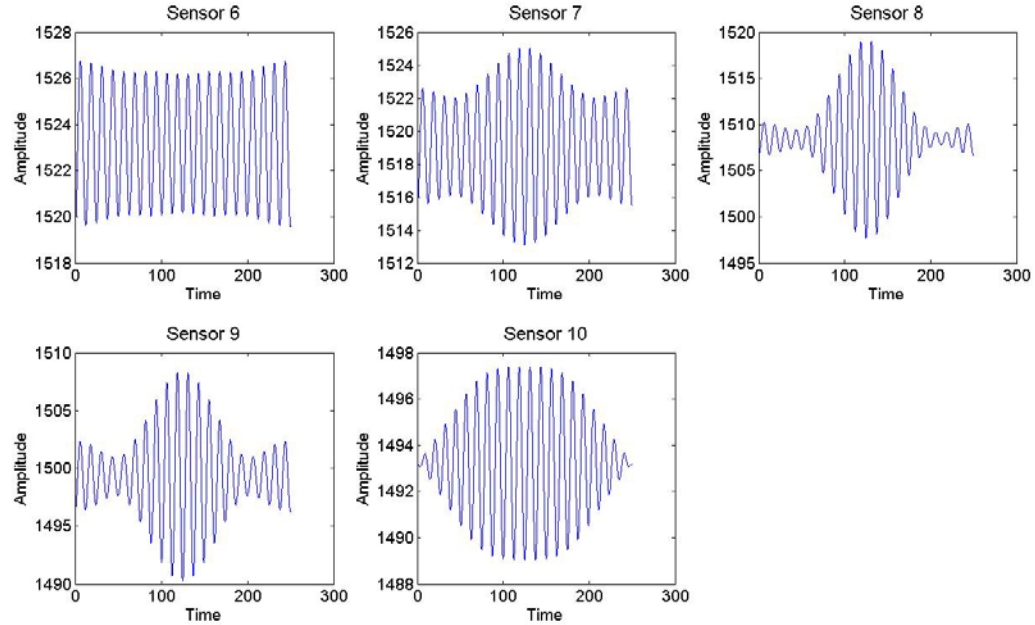 Sensor 6
1528
1526
1524
1522
1520
1518
0 100 200 300
Amplitude
Time
Sensor 7
1526
1524
1522
1520
1518
1516
1514
1512
0 100 200 300
Amplitude
Time
Sensor 8
1520
1515
1510
1505
1500
1495
0 100 200 300
Amplitude
Time
Sensor 9
1510
1505
1500
1495
1490
0 100 200 300
Amplitude
Time
Sensor 10
1498
1496
1494
1492
1490
1488
0 100 200 300
Amplitude
Time